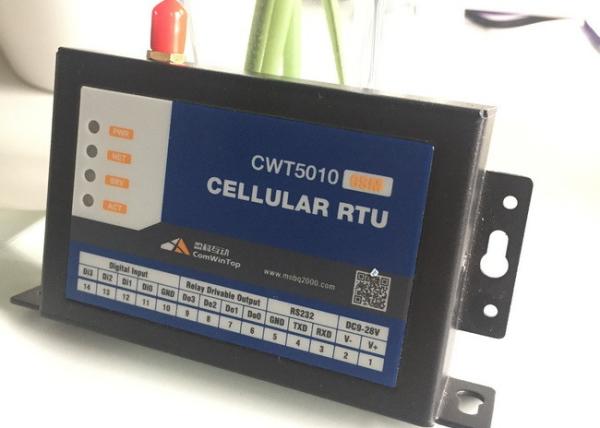 PWR
NET
SRV
ACT
CWT5010 GSM
CELLULAR RTU
ComWinTop
www.msbq2000.com
Digital Input Relay Drivable Output RS232 DC9-28V
Di3 Di2 Di1 Di0 GND Do3 Do2 Do1 Do0 GND TXD RXD V- V+
14 13 12 11 10 9 8 7 6 5 4 3 2 1